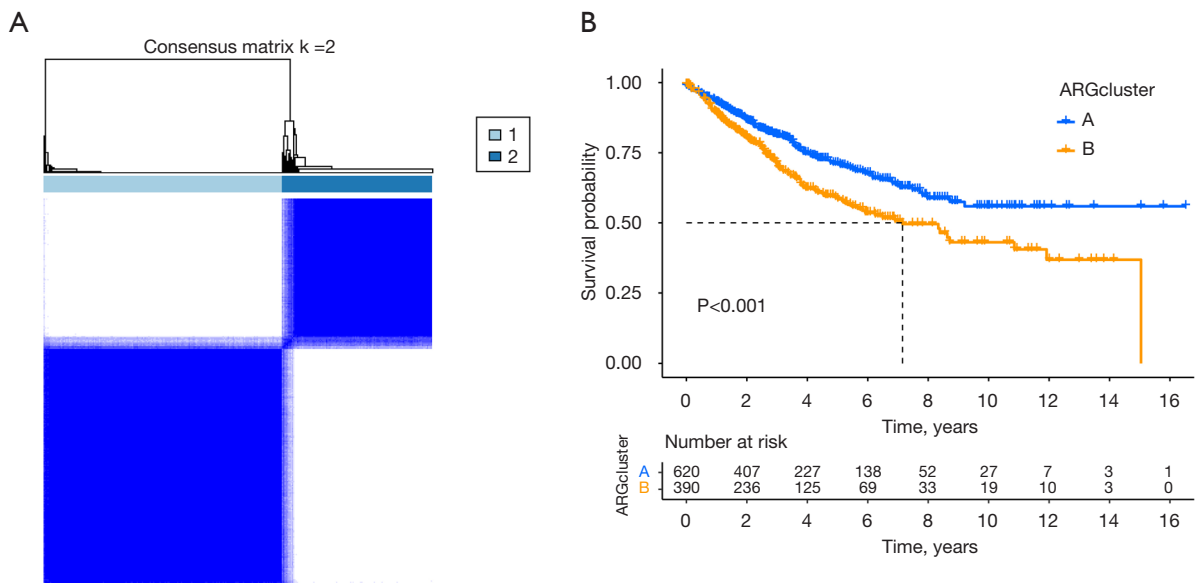 A
Consensus matrix k =2
1
2
B
ARGcluster
A
B
Survival probability
1.00
0.75
0.50
0.25
0.00
P<0.001
0 2 4 6 8 10 12 14 16
Time, years
Number at risk
ARGcluster
A 620 407 227 138 52 27 7 3 1
B 390 236 125 69 33 19 10 3 0
0 2 4 6 8 10 12 14 16
Time, years